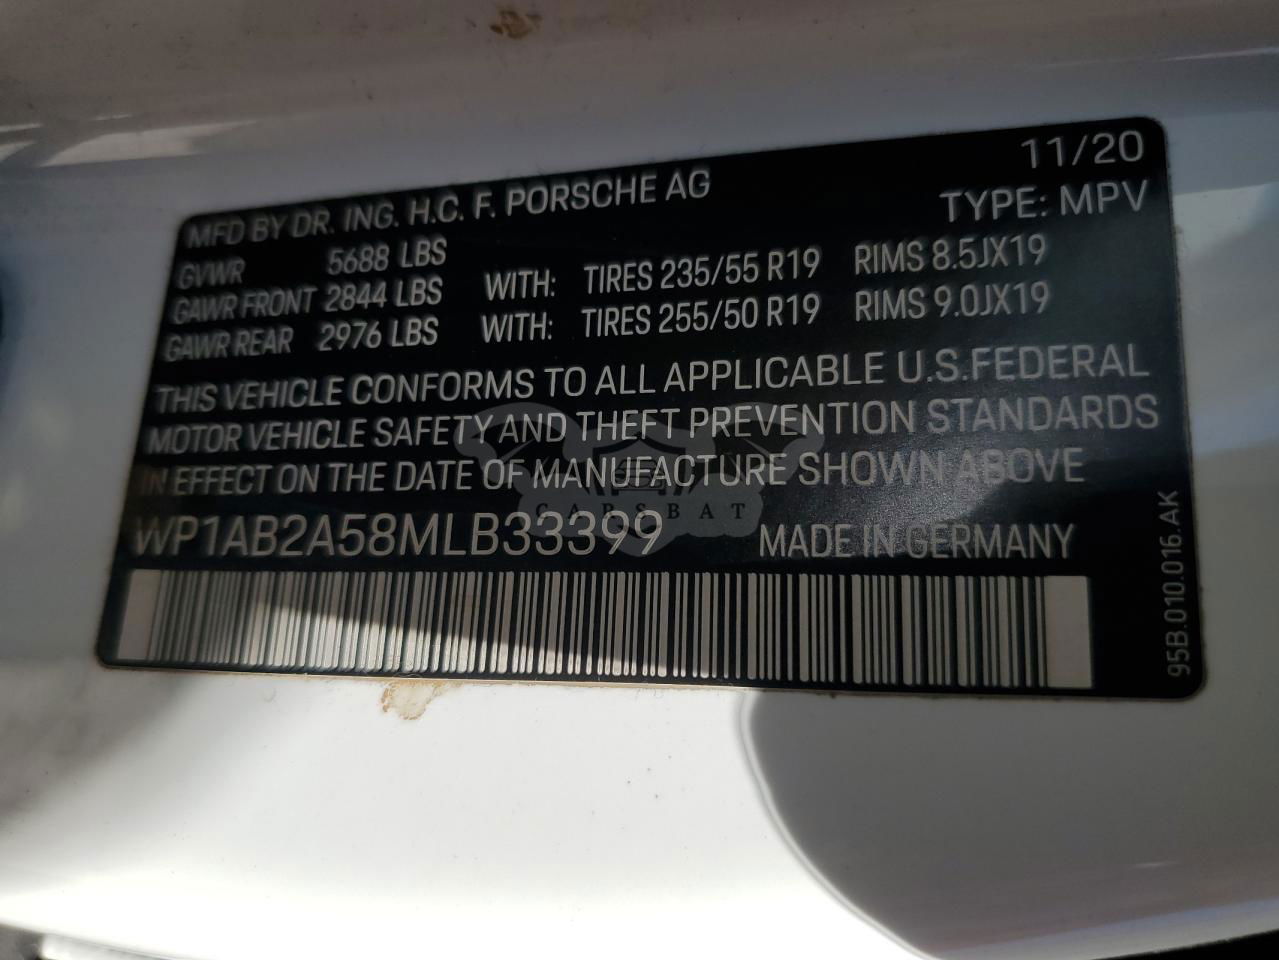 11/20
MFD BY DR. ING. H.C. F. PORSCHE AG TYPE: MPV
GVWR 5688 LBS
GAWR FRONT 2844 LBS WITH: TIRES 235/55 R19 RIMS 8.5JX19
GAWR REAR 2976 LBS WITH: TIRES 255/50 R19 RIMS 9.0JX19
THIS VEHICLE CONFORMS TO ALL APPLICABLE U.S.FEDERAL
MOTOR VEHICLE SAFETY AND THEFT PREVENTION STANDARDS
IN EFFECT ON THE DATE OF MANUFACTURE SHOWN ABOVE
CARSBAT
WP1AB2A58MLB33399 MADE IN GERMANY
95B.010.016.AK